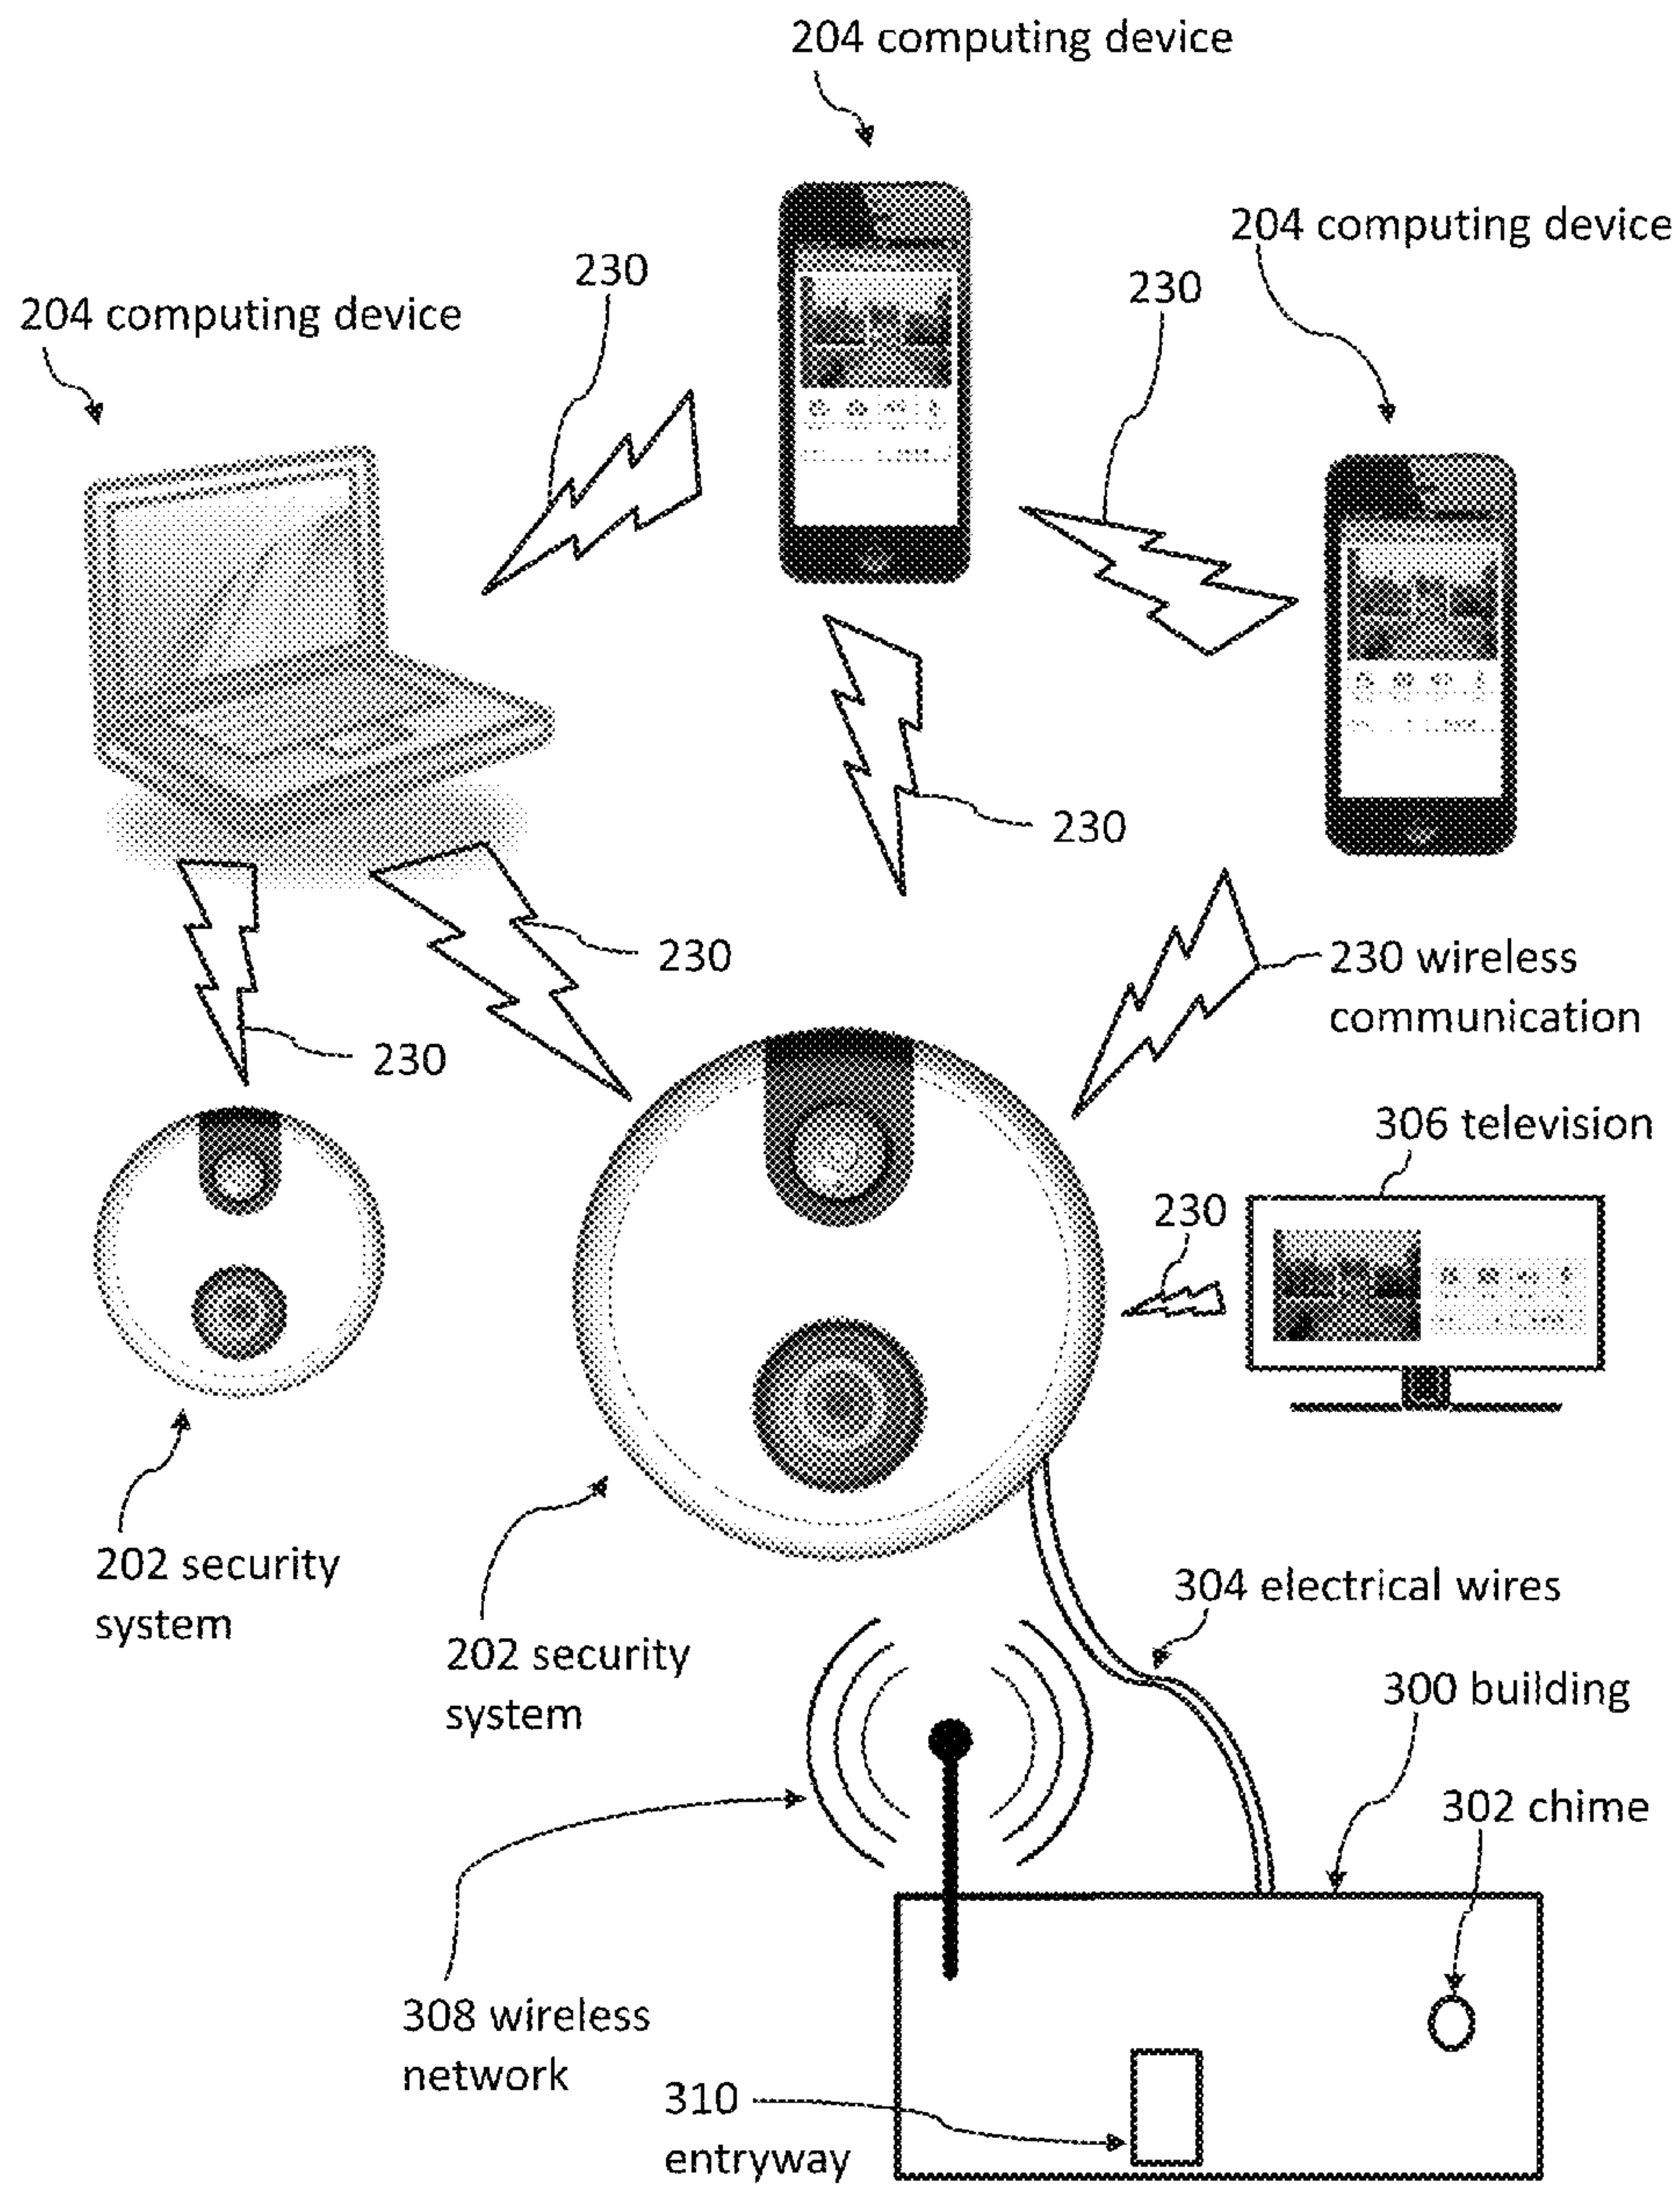 204 computing device
204 computing device
230
230
204 computing device
230
230
230 wireless
communication
230
306 television
230
202 security
system
304 electrical wires
202 security
system
300 building
302 chime
308 wireless
network
310
entryway